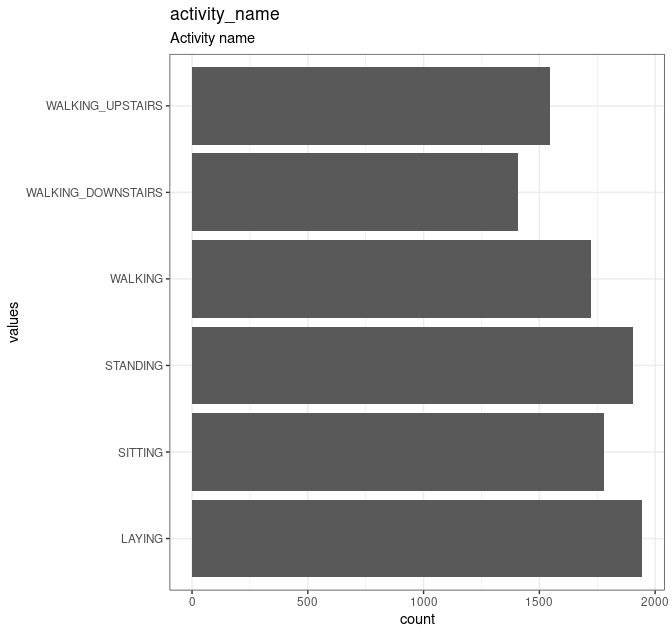 activity_name
Activity name
WALKING_UPSTAIRS
WALKING_DOWNSTAIRS
WALKING
STANDING
SITTING
LAYING
values
0 500 1000 1500 2000
count